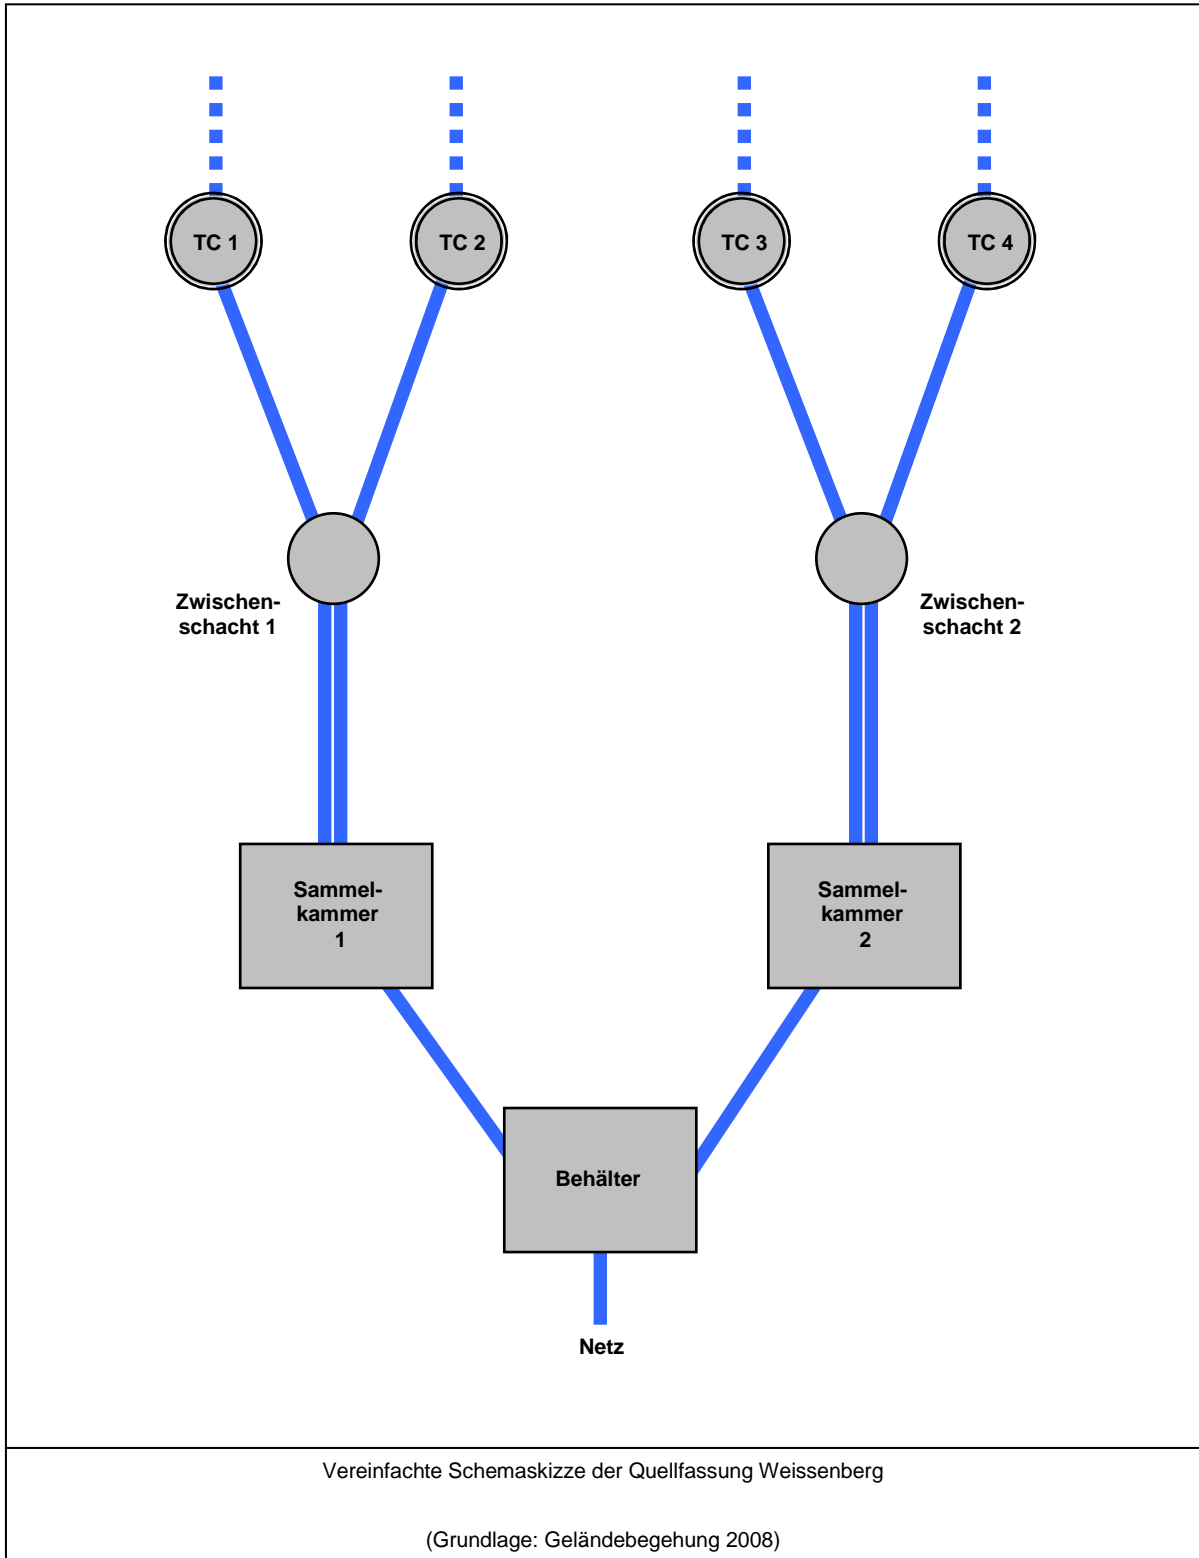 TC 1
TC 2
TC 3
TC 4
Zwischen-
schacht 1
Zwischen-
schacht 2
Sammel-
kammer
1
Sammel-
kammer
2
Behälter
Netz
Vereinfachte Schemaskizze der Quellfassung Weissenberg
(Grundlage: Geländebegehung 2008)